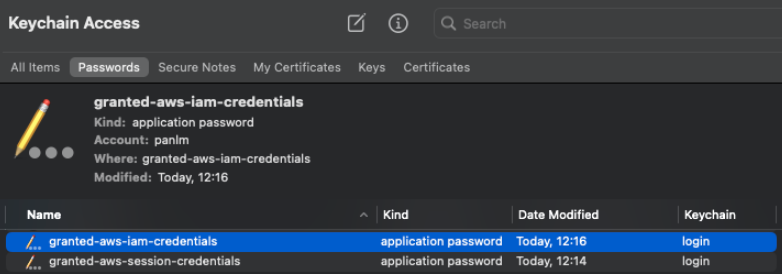 Keychain Access
Search
All Items Passwords Secure Notes My Certificates Keys Certificates
granted-aws-iam-credentials
Kind: application password
Account: panlm
Where: granted-aws-iam-credentials
Modified: Today, 12:16
Name Kind Date Modified Keychain
granted-aws-iam-credentials application password Today, 12:16 login
granted-aws-session-credentials application password Today, 12:14 login